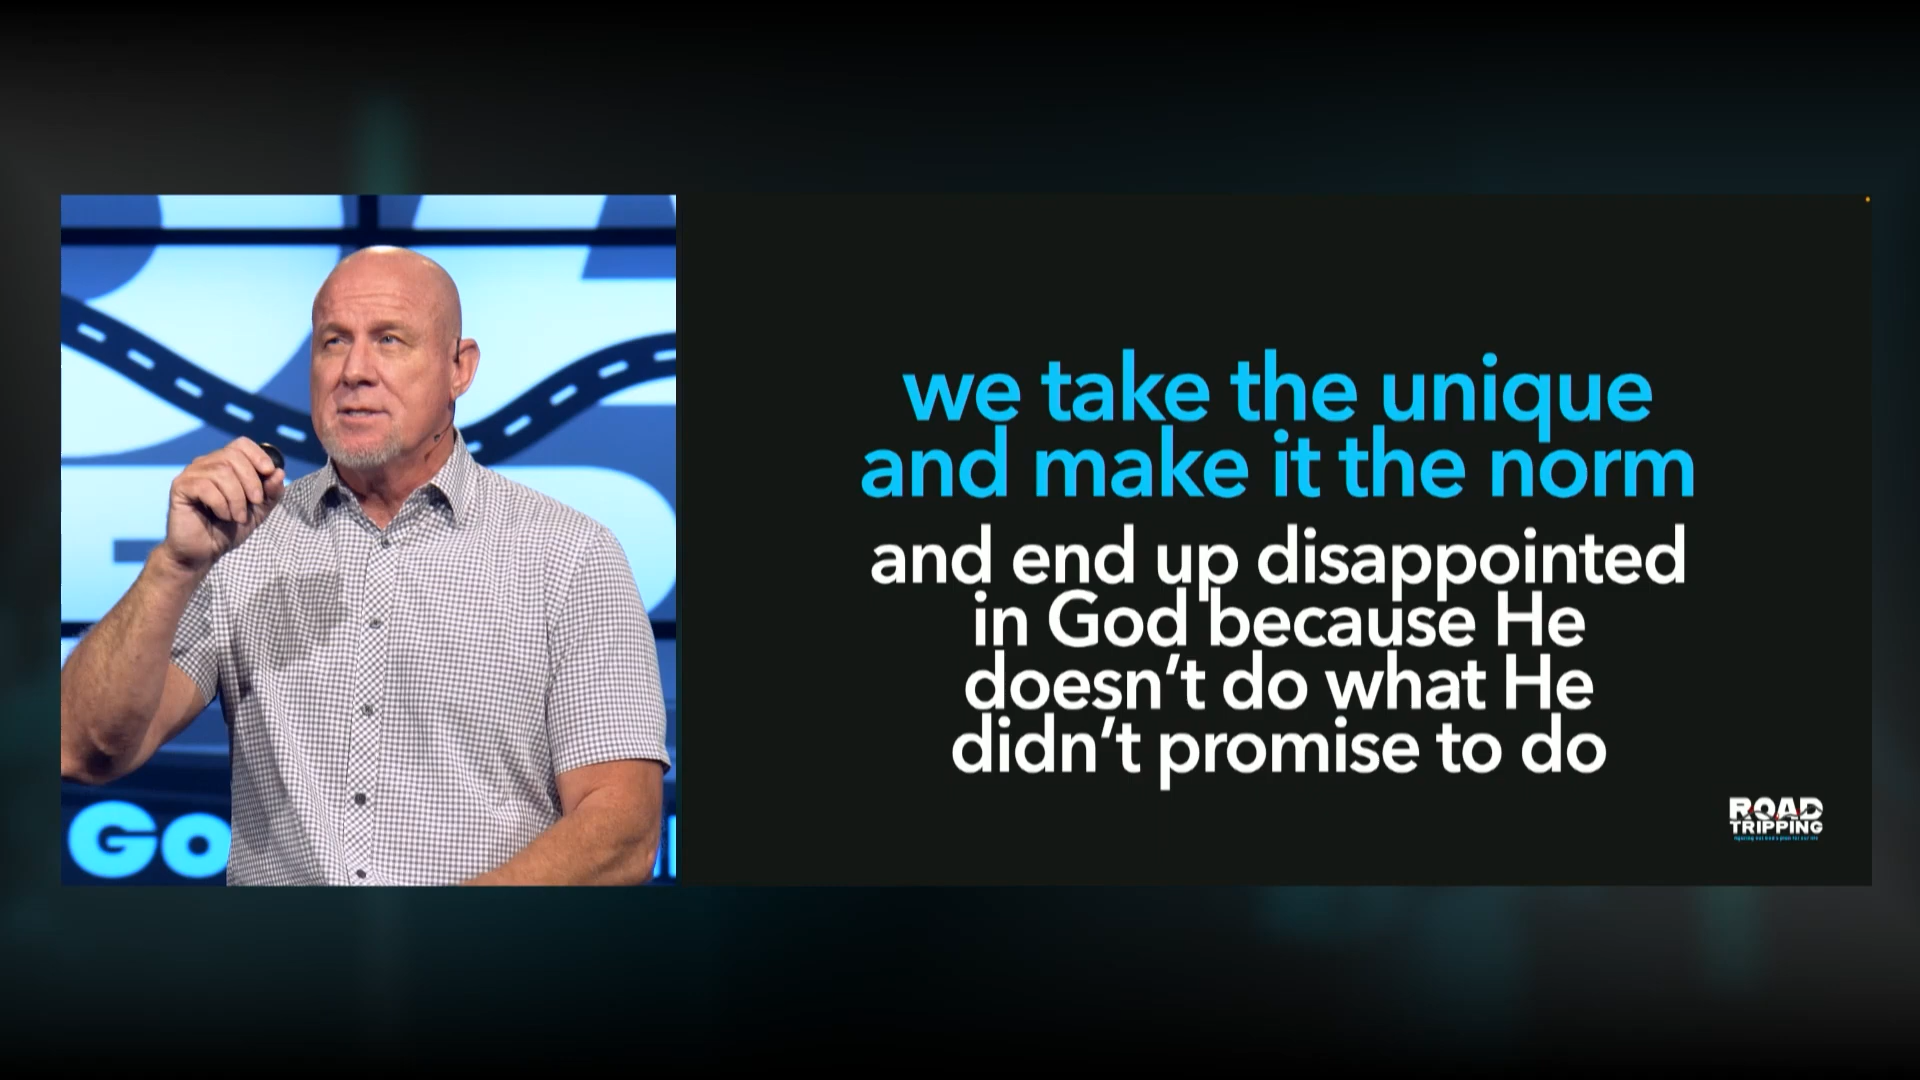 we take the unique
and make it the norm
and end up disappointed
in God because He
doesn't do what He
didn't promise to do
Go
ROAD
TRIPPING